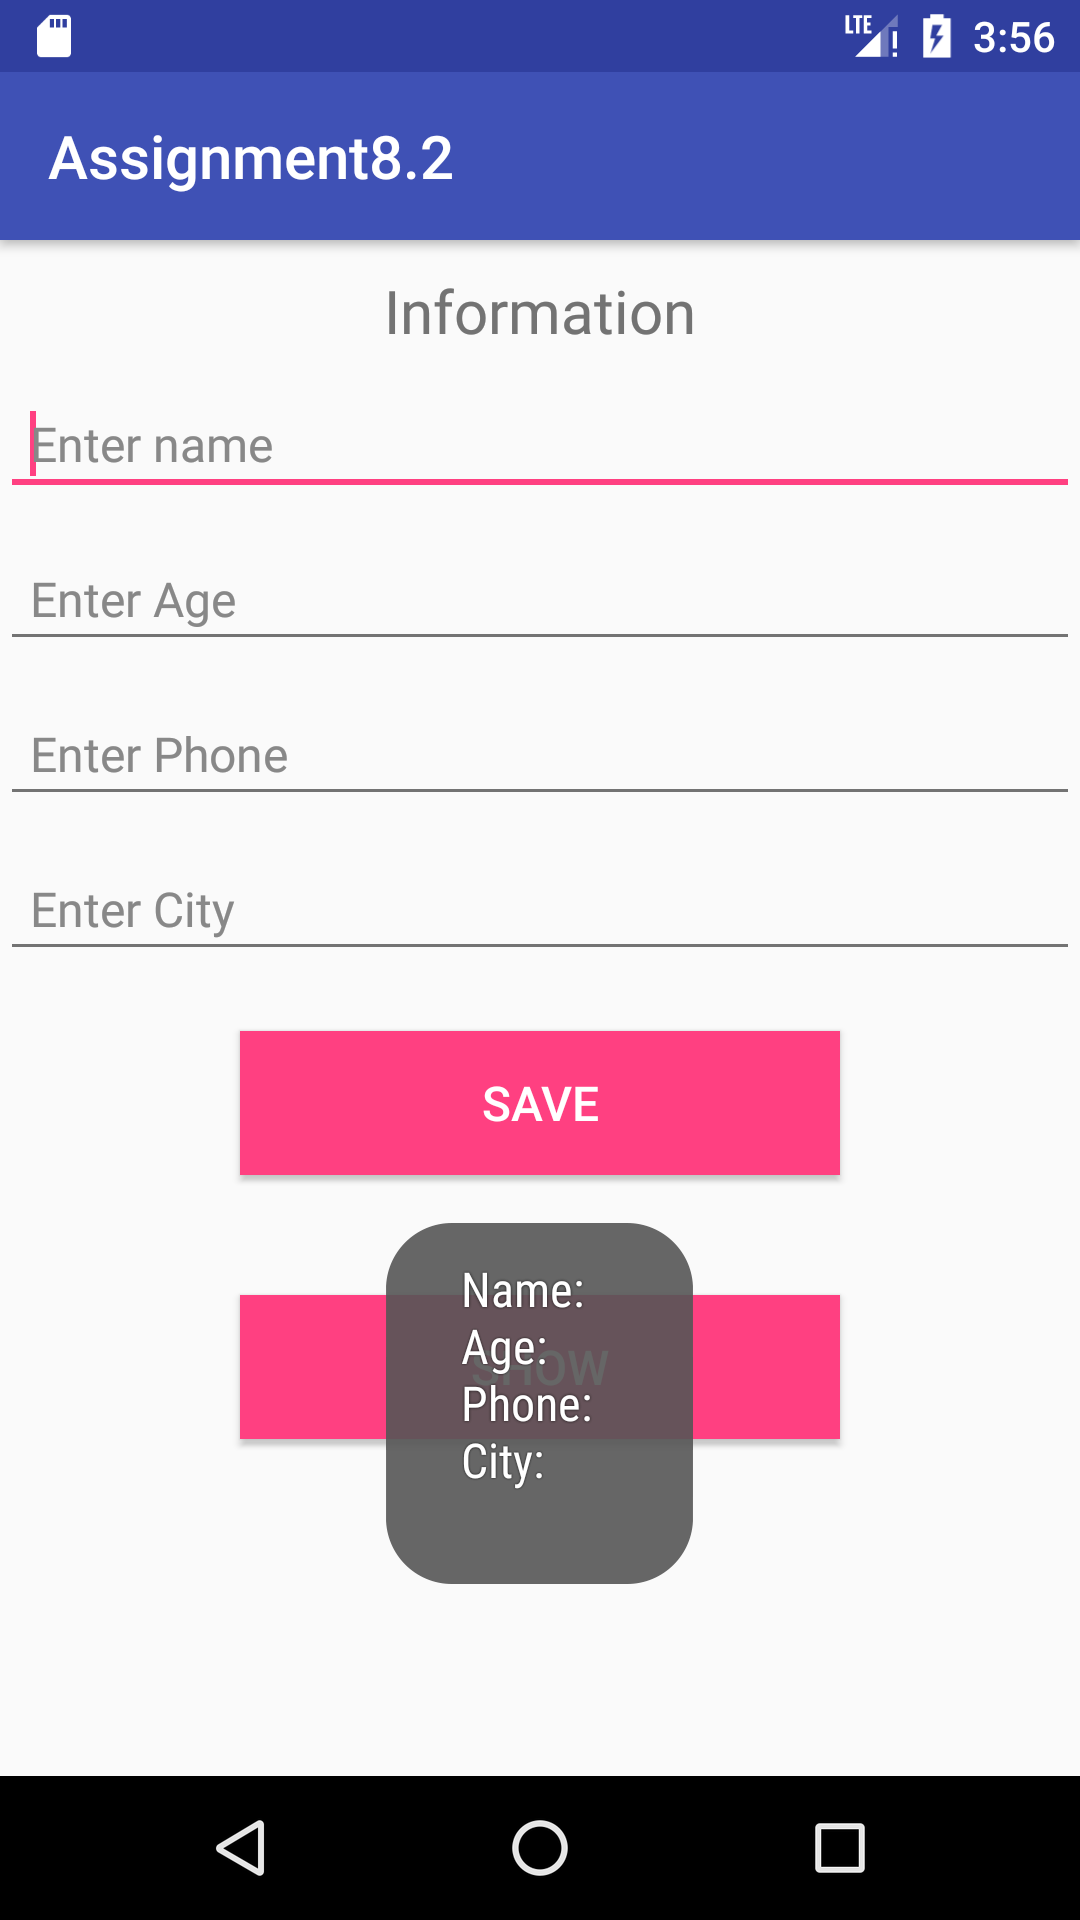 LTE 3:56
Assignment8.2
Information
Enter name
Enter Age
Enter Phone
Enter City
SAVE
SHOW
Name:
Age:
Phone:
City: